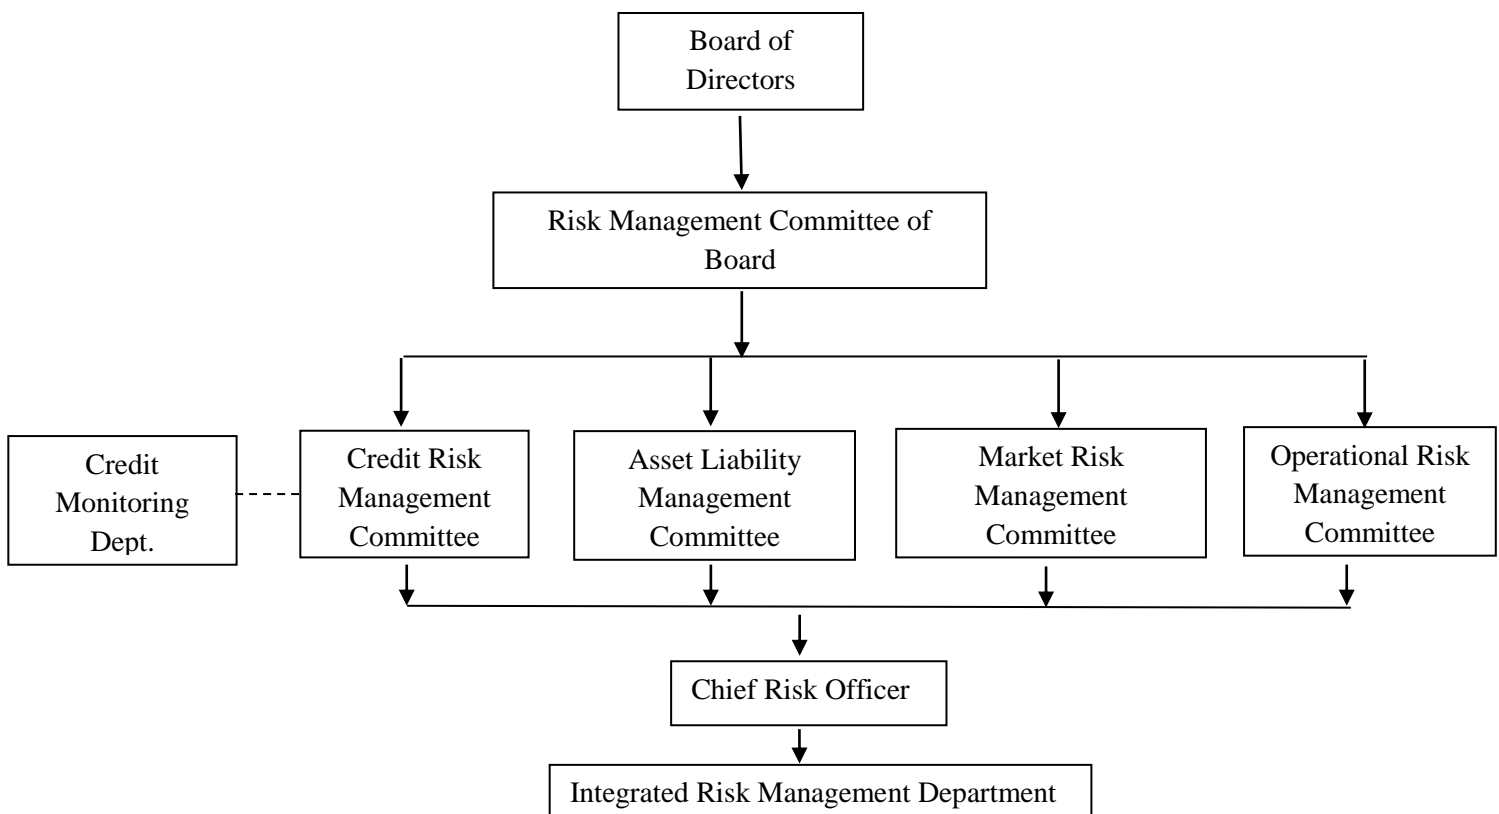 Board of
Directors
Risk Management Committee of
Board
Credit
Monitoring
Dept.
Credit Risk
Management
Committee
Asset Liability
Management
Committee
Market Risk
Management
Committee
Operational Risk
Management
Committee
Chief Risk Officer
Integrated Risk Management Department